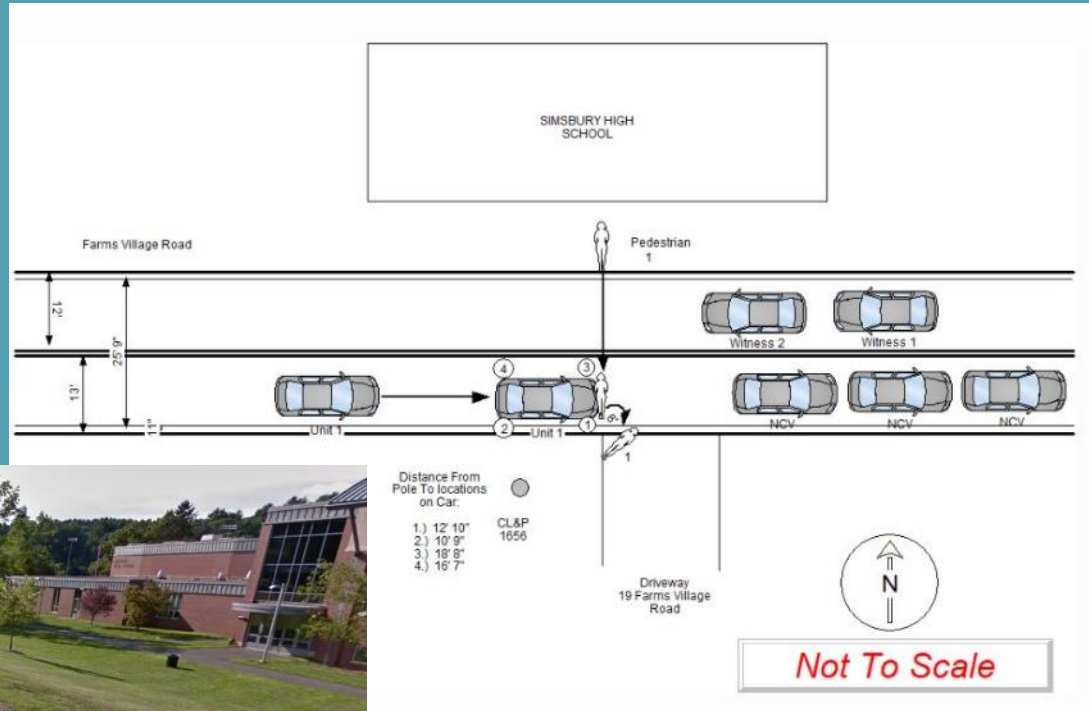 SIMSBURY HIGH
SCHOOL
Farms Village Road
Pedestrian
1
12'
25' 9"
Witness 2
Witness 1
13'
4
3
11"
Unit 1
2
Unit 1
1
6'
1
NCV
NCV
NCV
Distance From
Pole To locations
on Car:
1.) 12' 10"
2.) 10' 9"
3.) 18' 8"
4.) 16' 7"
CL&P
1656
Driveway
19 Farms Village
Road
N
Not To Scale